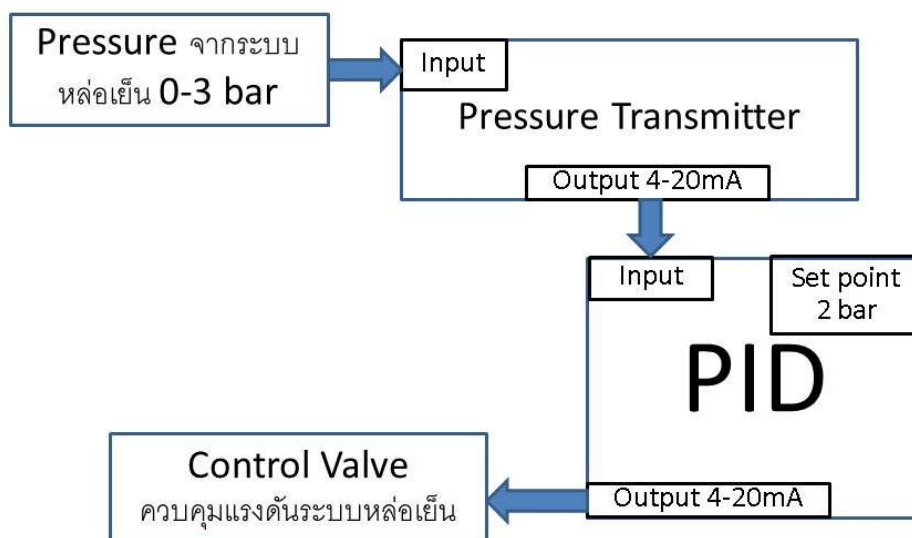 Pressure จากระบบ
หล่อเย็น 0-3 bar
Input
Pressure Transmitter
Output 4-20mA
Input
Set point
2 bar
PID
Output 4-20mA
Control Valve
ควบคุมแรงดันระบบหล่อเย็น